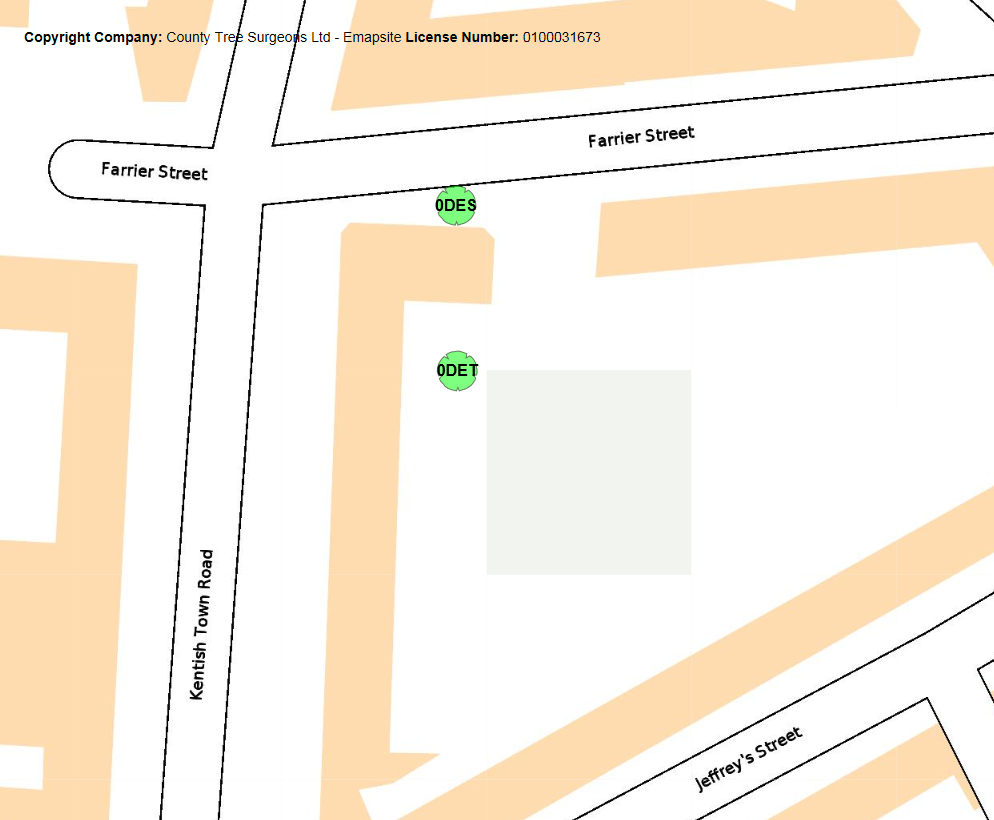 Copyright Company: County Tree Surgeons Ltd - Emapsite License Number: 0100031673
Farrier Street
Farrier Street
0DES
0DET
Kentish Town Road
Jeffrey's Street